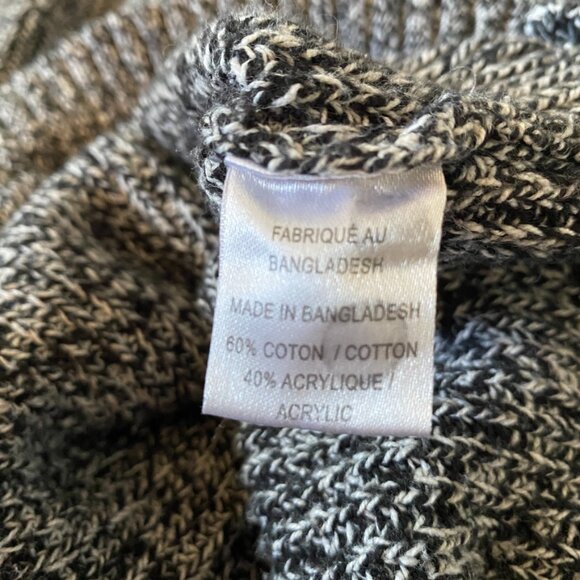 FABRIQUÉ AU
BANGLADESH
MADE IN BANGLADESH
60% COTON / COTTON
40% ACRYLIQUE /
ACRYLIC